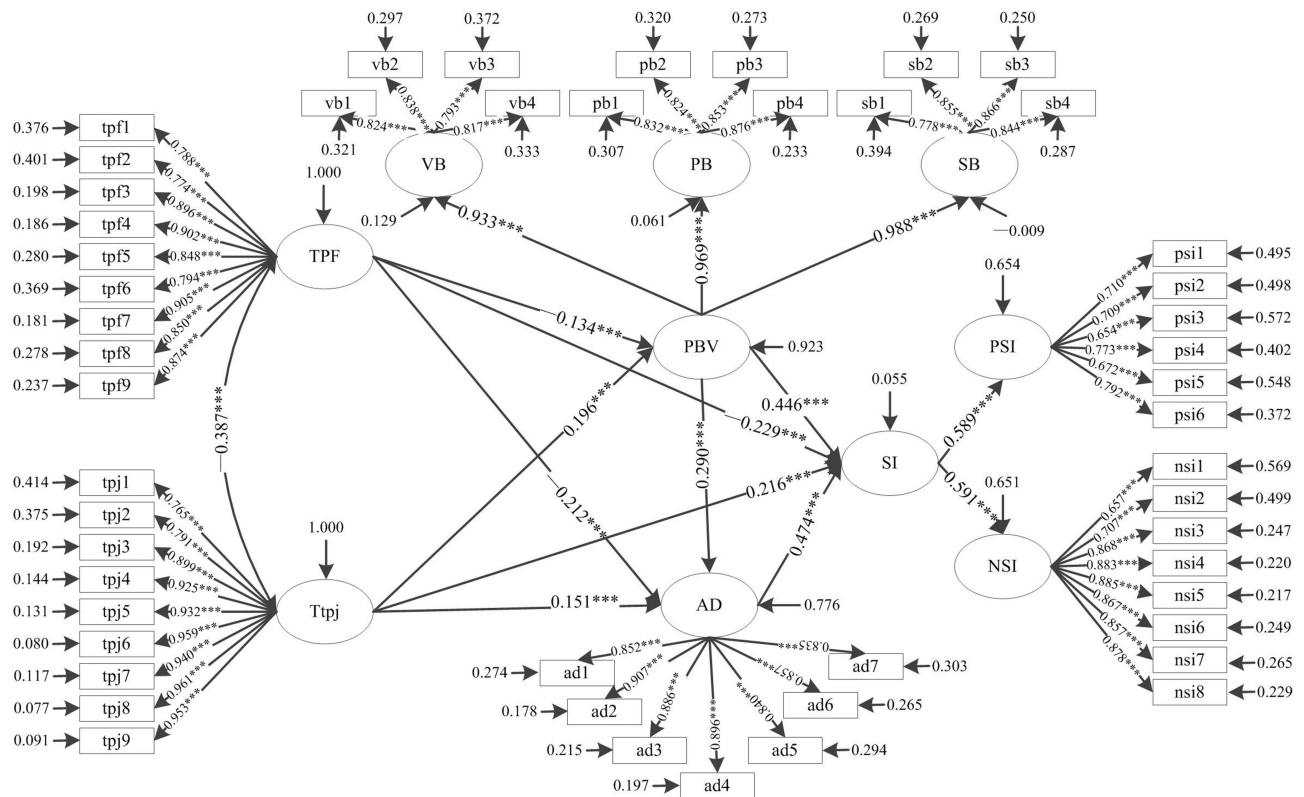 0.297
0.372
0.320
0.273
0.269
0.250
vb2
vb3
pb2
pb3
sb2
sb3
vb1
vb4
pb1
pb4
sb1
sb4
0.838***
0.793***
0.824***
0.817***
0.824***
0.853***
0.832***
0.876***
0.855***
0.866***
0.778***
0.844***
0.321
0.333
0.307
0.233
0.394
0.287
VB
PB
SB
0.129
0.061
—0.009
0.933***
0.969***
0.988***
0.376 tpf1 0.788***
0.401 tpf2 0.774***
0.198 tpf3 0.896***
0.186 tpf4 0.902***
0.280 tpf5 0.848***
0.369 tpf6 0.794***
0.181 tpf7 0.905***
0.278 tpf8 0.850***
0.237 tpf9 0.874***
1.000
TPF
—0.387***
—0.134***
PBV
0.923
0.196***
—0.229***
0.446***
0.290***
—0.212***
0.216***
0.474***
0.151***
0.055
SI
0.589***
0.591***
0.654
PSI
0.710*** psi1 0.495
0.709*** psi2 0.498
0.654*** psi3 0.572
0.773*** psi4 0.402
0.672*** psi5 0.548
0.792*** psi6 0.372
0.651
NSI
0.657*** nsi1 0.569
0.707*** nsi2 0.499
0.868*** nsi3 0.247
0.883*** nsi4 0.220
0.885*** nsi5 0.217
0.867*** nsi6 0.249
0.857*** nsi7 0.265
0.878*** nsi8 0.229
0.414 tpj1 0.765***
0.375 tpj2 0.791***
0.192 tpj3 0.899***
0.144 tpj4 0.925***
0.131 tpj5 0.932***
0.080 tpj6 0.959***
0.117 tpj7 0.940***
0.077 tpj8 0.961***
0.091 tpj9 0.953***
1.000
Ttpj
AD
0.776
0.852***
0.907***
0.886***
0.896***
0.840***
0.857***
0.835***
0.274 ad1
0.178 ad2
0.215 ad3
0.197 ad4
ad5 0.294
ad6 0.265
ad7 0.303